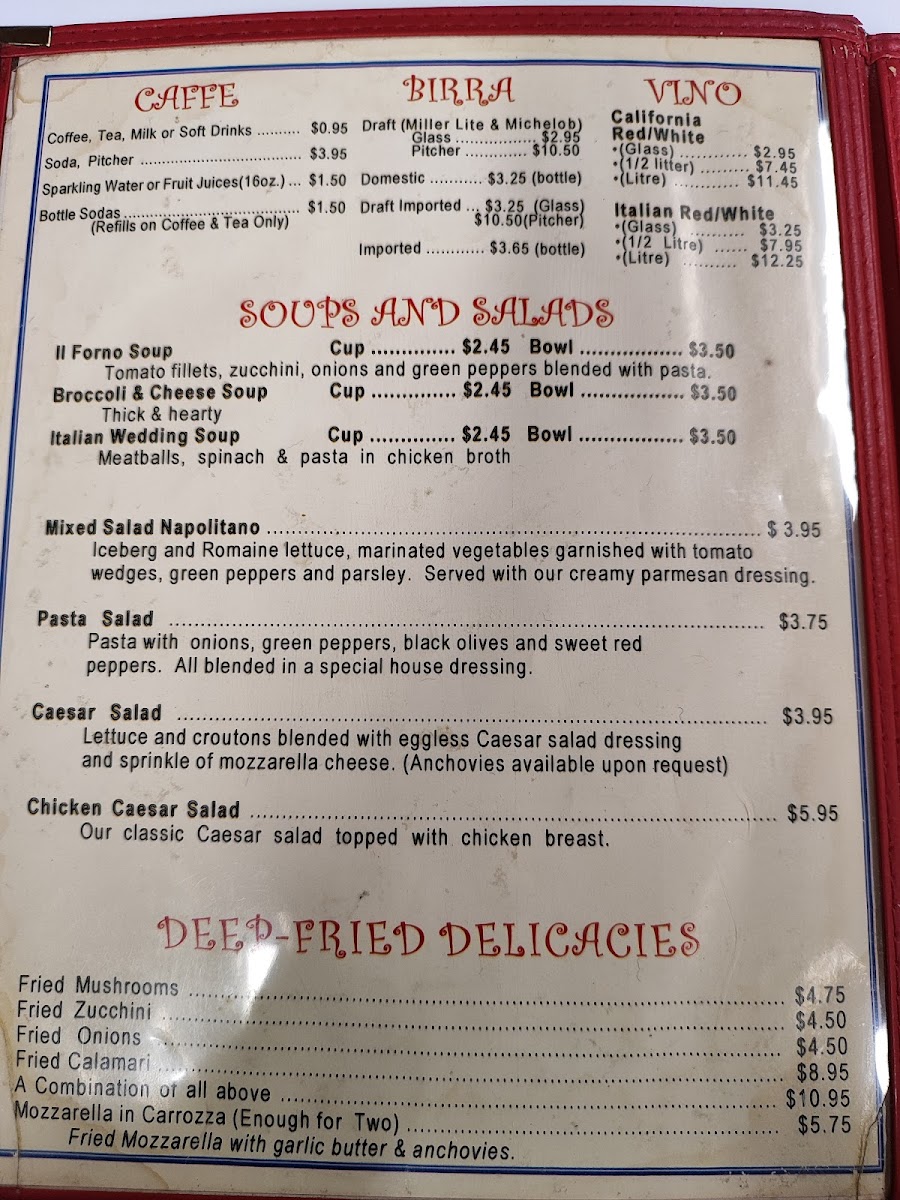 CAFFE
Coffee, Tea, Milk or Soft Drinks .......... $0.95
Soda, Pitcher ..................................... $3.95
Sparkling Water or Fruit Juices(16oz.) ... $1.50
Bottle Sodas ........................................ $1.50
(Refills on Coffee & Tea Only)
BIRRA
Draft (Miller Lite & Michelob)
Glass ................. $2.95
Pitcher ............. $10.50
Domestic ........... $3.25 (bottle)
Draft Imported ... $3.25 (Glass)
$10.50(Pitcher)
Imported ............ $3.65 (bottle)
VINO
California
Red/White
•(Glass) ............ $2.95
•(1/2 litter) ......... $7.45
•(Litre) ............ $11.45
Italian Red/White
•(Glass) .......... $3.25
•(1/2 Litre) ...... $7.95
•(Litre) .......... $12.25
SOUPS AND SALADS
Il Forno Soup Cup .............. $2.45 Bowl ................. $3.50
Tomato fillets, zucchini, onions and green peppers blended with pasta.
Broccoli & Cheese Soup Cup .............. $2.45 Bowl ................. $3.50
Thick & hearty
Italian Wedding Soup Cup .............. $2.45 Bowl ................. $3.50
Meatballs, spinach & pasta in chicken broth
Mixed Salad Napolitano ........................................ $ 3.95
Iceberg and Romaine lettuce, marinated vegetables garnished with tomato
wedges, green peppers and parsley. Served with our creamy parmesan dressing.
Pasta Salad ........................................ $3.75
Pasta with onions, green peppers, black olives and sweet red
peppers. All blended in a special house dressing.
Caesar Salad ........................................ $3.95
Lettuce and croutons blended with eggless Caesar salad dressing
and sprinkle of mozzarella cheese. (Anchovies available upon request)
Chicken Caesar Salad ........................................ $5.95
Our classic Caesar salad topped with chicken breast.
DEEP-FRIED DELICACIES
Fried Mushrooms ........................................ $4.75
Fried Zucchini ........................................ $4.50
Fried Onions ........................................ $4.50
Fried Calamari ........................................ $8.95
A Combination of all above ........................................ $10.95
Mozzarella in Carrozza (Enough for Two) ........................................ $5.75
Fried Mozzarella with garlic butter & anchovies.